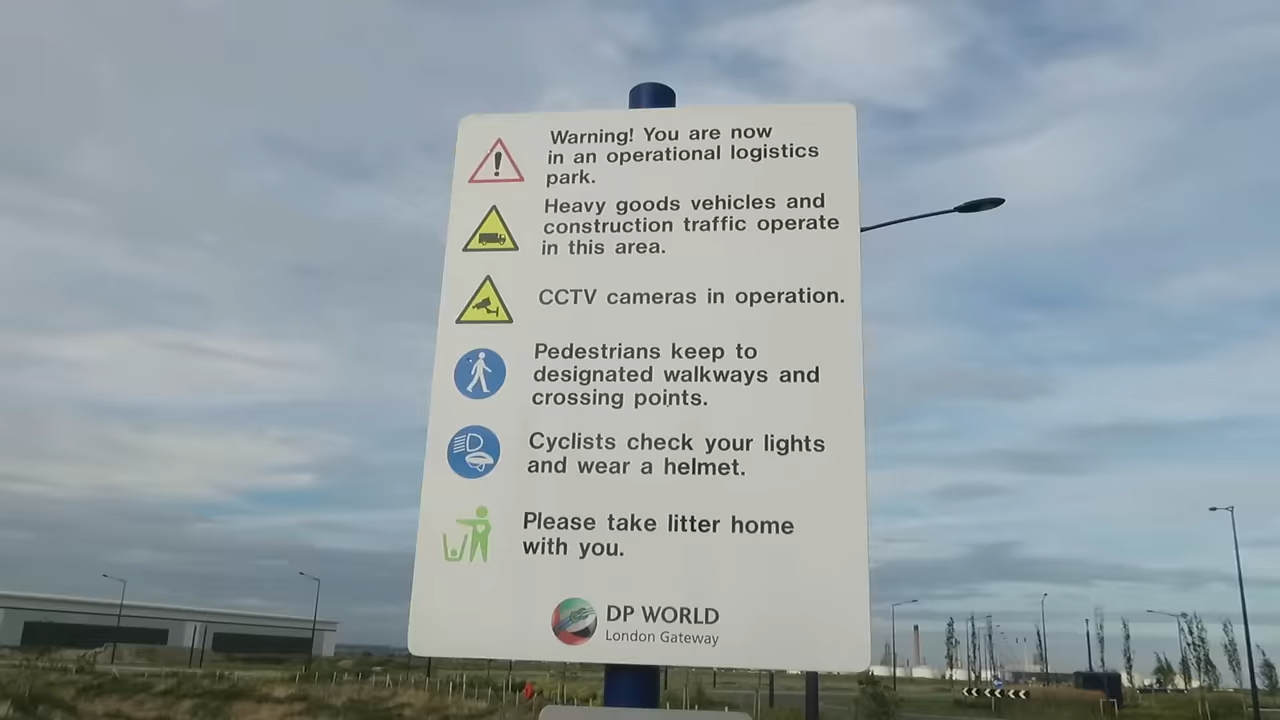 Warning! You are now
in an operational logistics
park.
Heavy goods vehicles and
construction traffic operate
in this area.
CCTV cameras in operation.
Pedestrians keep to
designated walkways and
crossing points.
Cyclists check your lights
and wear a helmet.
Please take litter home
with you.
DP WORLD
London Gateway